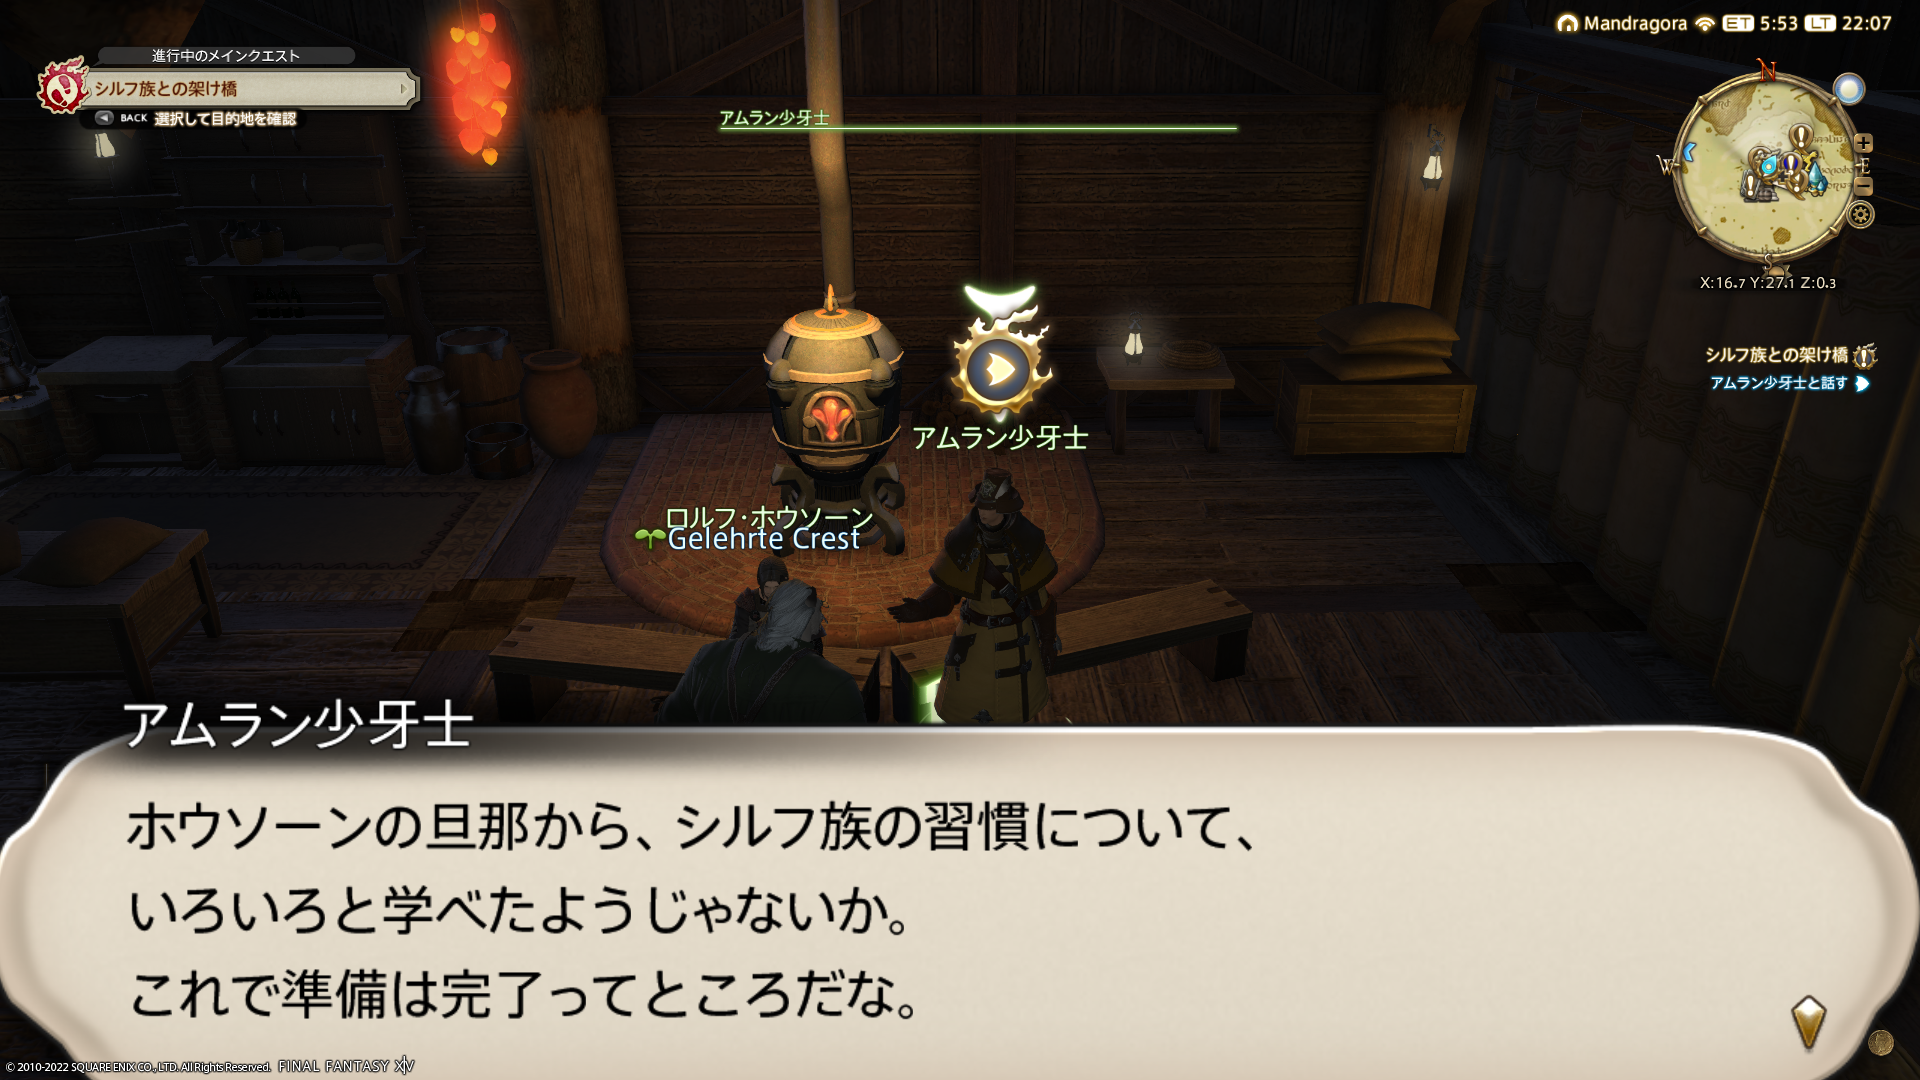 進行中のメインクエスト
シルフ族との架け橋
BACK 選択して目的地を確認
アムラン少牙士
Mandragora ET 5:53 LT 22:07
N
W
E
S
X:16.7 Y:27.1 Z:0.3
シルフ族との架け橋
アムラン少牙士と話す
アムラン少牙士
ロルフ・ホウソーン
Gelehrte Crest
アムラン少牙士
ホウソーンの旦那から、シルフ族の習慣について、
いろいろと学べたようじゃないか。
これで準備は完了ってところだな。
© 2010-2022 SQUARE ENIX CO., LTD. All Rights Reserved. FINAL FANTASY XIV